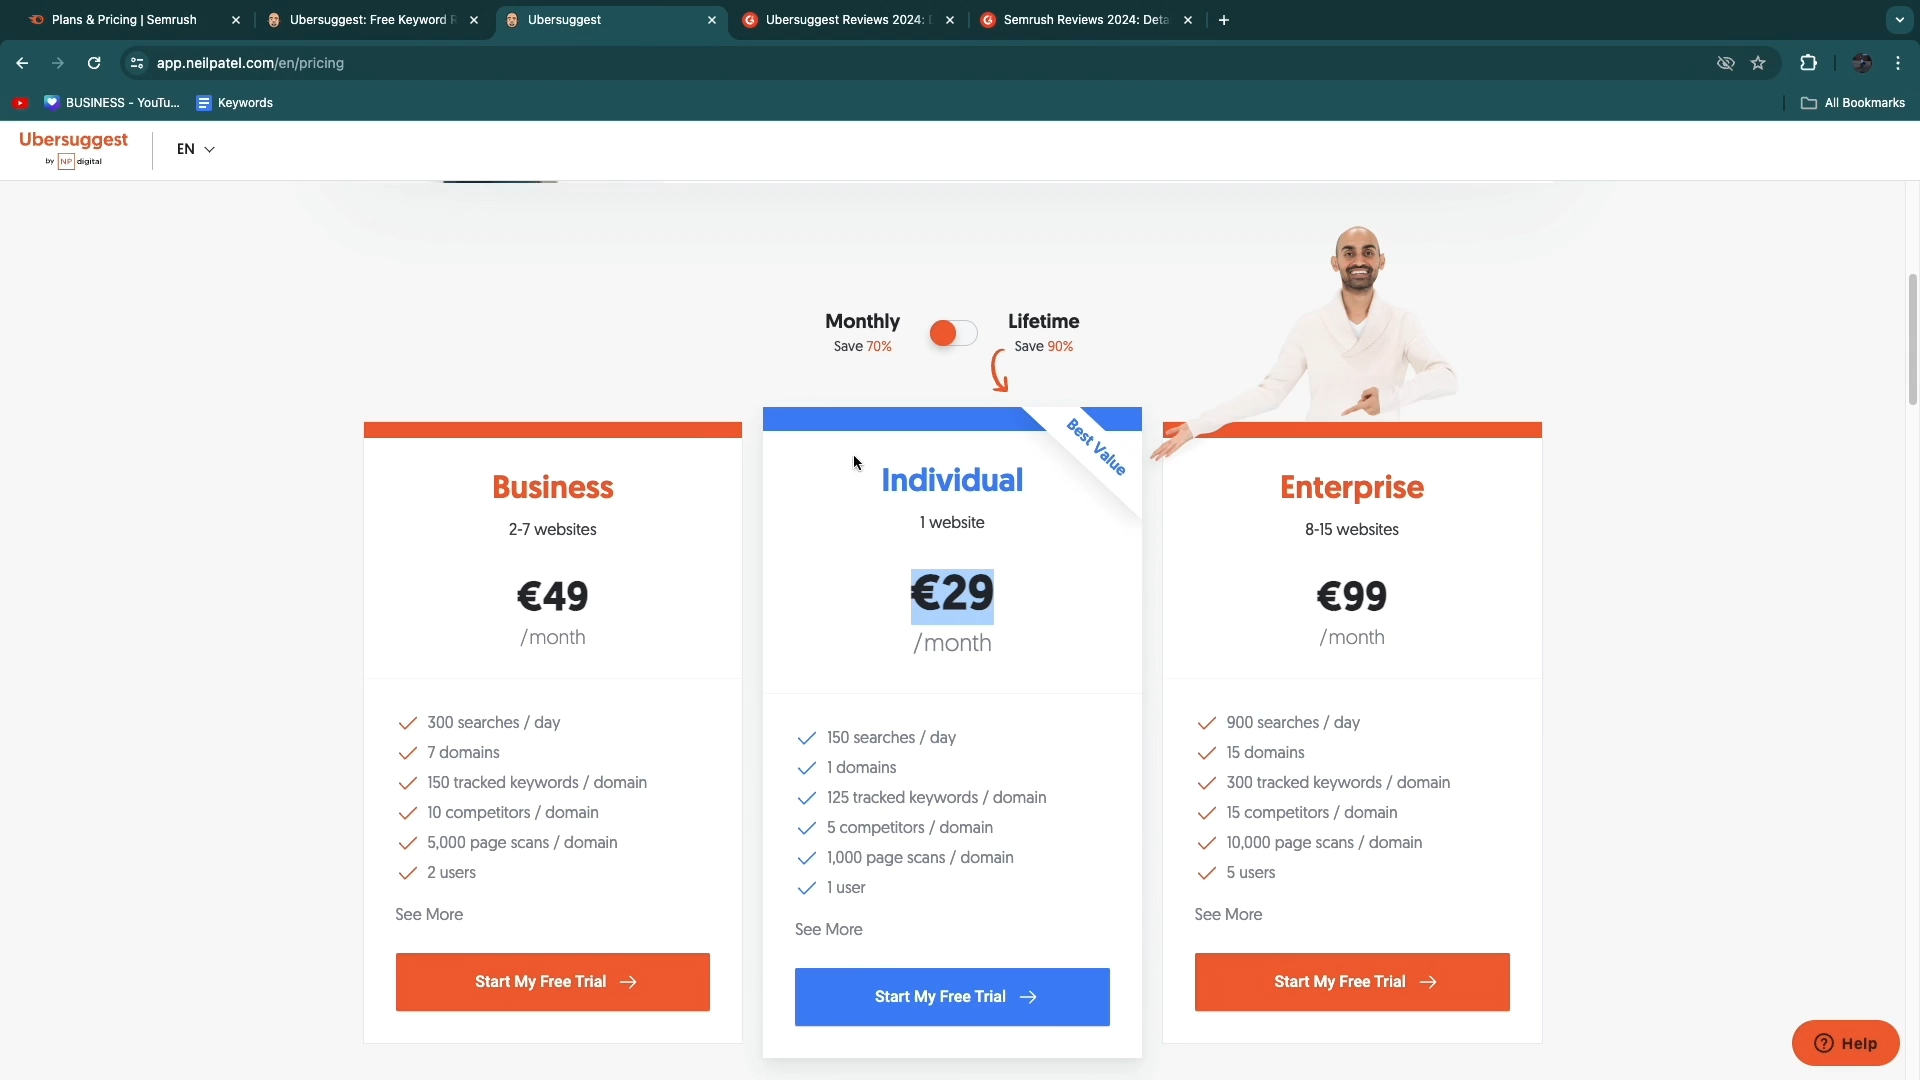 Plans & Pricing | Semrush
Ubersuggest: Free Keyword R
Ubersuggest
Ubersuggest Reviews 2024: D
Semrush Reviews 2024: Deta
app.neilpatel.com/en/pricing
BUSINESS - YouTu...
Keywords
All Bookmarks
Ubersuggest
by NP digital
EN
Monthly
Save 70%
Lifetime
Save 90%
Business
2-7 websites
€49
/month
300 searches / day
7 domains
150 tracked keywords / domain
10 competitors / domain
5,000 page scans / domain
2 users
See More
Start My Free Trial
Best Value
Individual
1 website
€29
/month
150 searches / day
1 domains
125 tracked keywords / domain
5 competitors / domain
1,000 page scans / domain
1 user
See More
Start My Free Trial
Enterprise
8-15 websites
€99
/month
900 searches / day
15 domains
300 tracked keywords / domain
15 competitors / domain
10,000 page scans / domain
5 users
See More
Start My Free Trial
Help